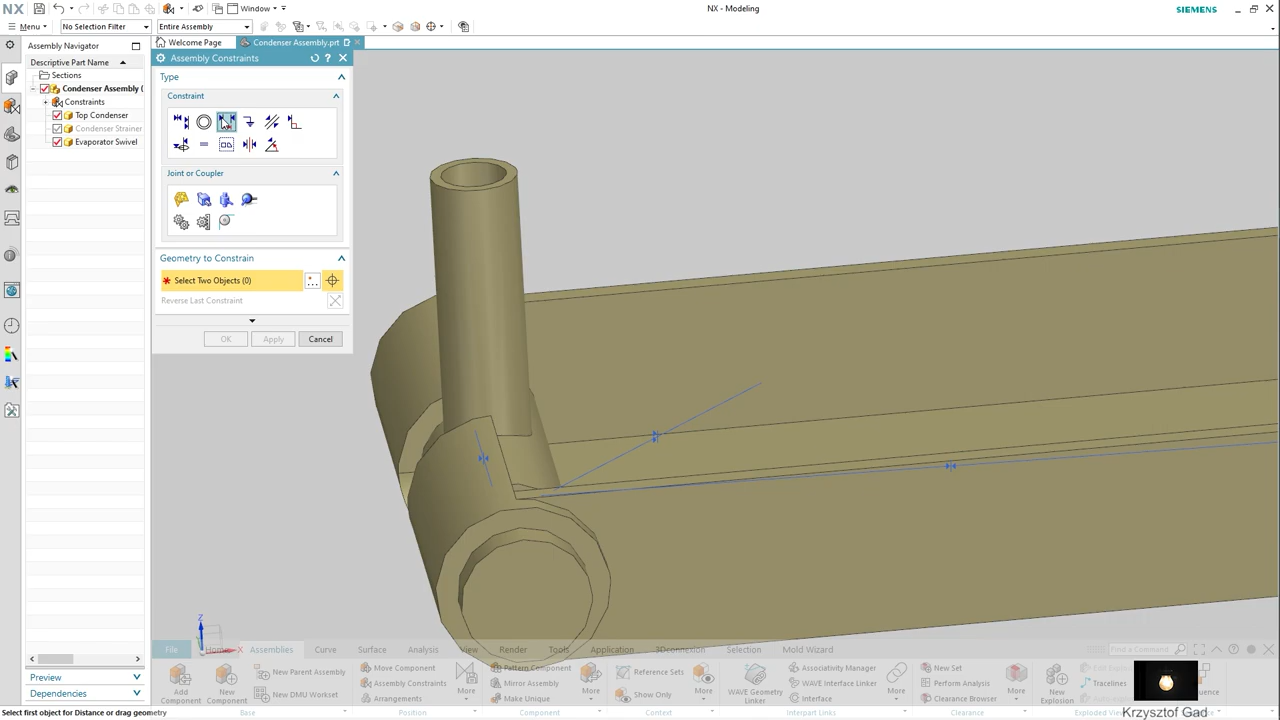 NX
Window
NX - Modeling
SIEMENS
Menu
No Selection Filter
Entire Assembly
Assembly Navigator
Welcome Page
Condenser Assembly.prt
Descriptive Part Name
Assembly Constraints
Sections
Type
Condenser Assembly (
Constraint
Constraints
Top Condenser
Condenser Strainer
Evaporator Swivel
Joint or Coupler
Geometry to Constrain
Select Two Objects (0)
Reverse Last Constraint
OK
Apply
Cancel
Z
X
File
Home
Assemblies
Curve
Surface
Analysis
View
Render
Tools
Application
3Dconnexion
Selection
Mold Wizard
Find a Command
Add Component
New Component
New Parent Assembly
New DMU Workset
Move Component
Assembly Constraints
Arrangements
More
Pattern Component
Mirror Assembly
Make Unique
More
Reference Sets
Show Only
More
WAVE Geometry Linker
Associativity Manager
WAVE Interface Linker
Interface
More
Perform Analysis
New Set
Clearance Browser
More
New Explosion
Tracelines
Preview
Dependencies
Base
Position
Component
Context
Interpart Links
Clearance
Select first object for Distance or drag geometry
Krzysztof Gad